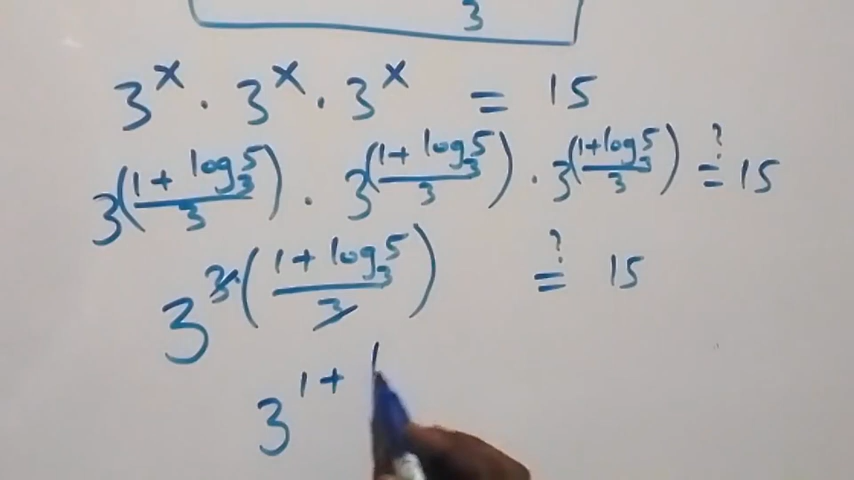 3
3^x · 3^x · 3^x = 15
3^((1 + log₃5)/3) · 3^((1 + log₃5)/3) · 3^((1 + log₃5)/3) ≟ 15
3^(3·((1 + log₃5)/3)) ≟ 15
3^(1 +